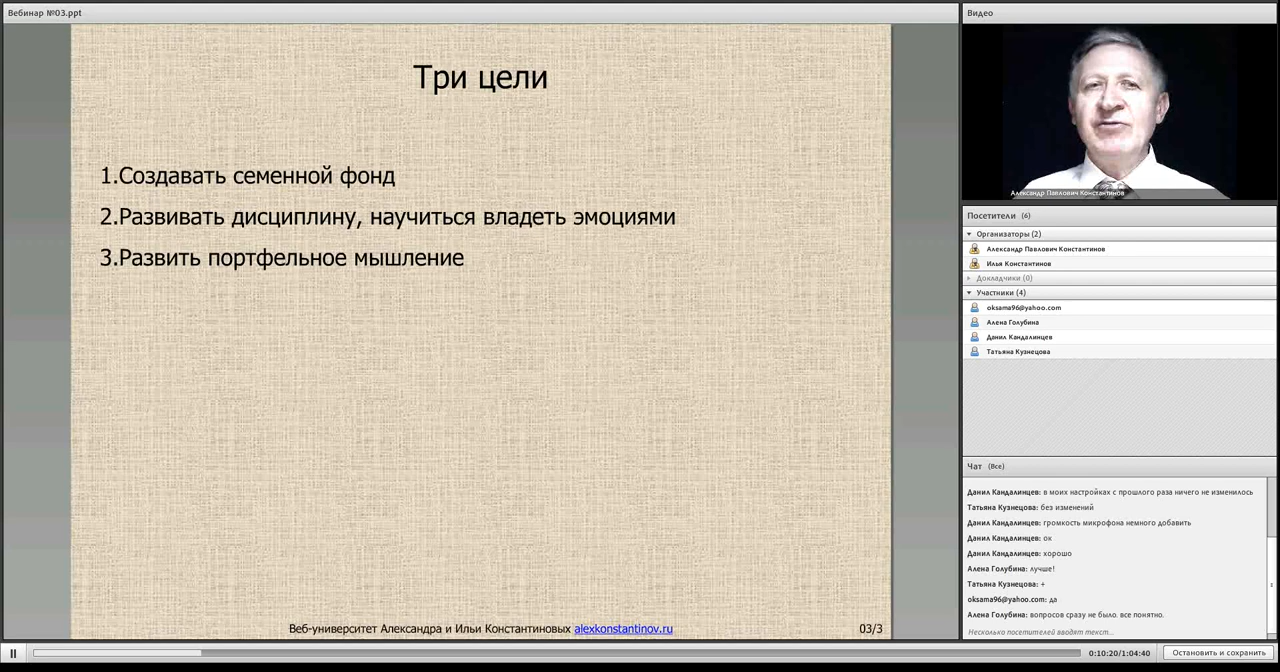 Вебинар №03.ppt
Три цели
1.Создавать семенной фонд
2.Развивать дисциплину, научиться владеть эмоциями
3.Развить портфельное мышление
Веб-университет Александра и Ильи Константиновых alexkonstantinov.ru
03/3
Видео
Александр Павлович Константинов
Посетители (6)
Организаторы (2)
Александр Павлович Константинов
Илья Константинов
Докладчики (0)
Участники (4)
oksama96@yahoo.com
Алена Голубина
Данил Кандалинцев
Татьяна Кузнецова
Чат (Все)
Данил Кандалинцев: в моих настройках с прошлого раза ничего не изменилось
Татьяна Кузнецова: без изменений
Данил Кандалинцев: громкость микрофона немного добавить
Данил Кандалинцев: ок
Данил Кандалинцев: хорошо
Алена Голубина: лучше!
Татьяна Кузнецова: +
oksama96@yahoo.com: да
Алена Голубина: вопросов сразу не было. все понятно.
Несколько посетителей вводят текст...
0:10:20/1:04:40
Остановить и сохранить